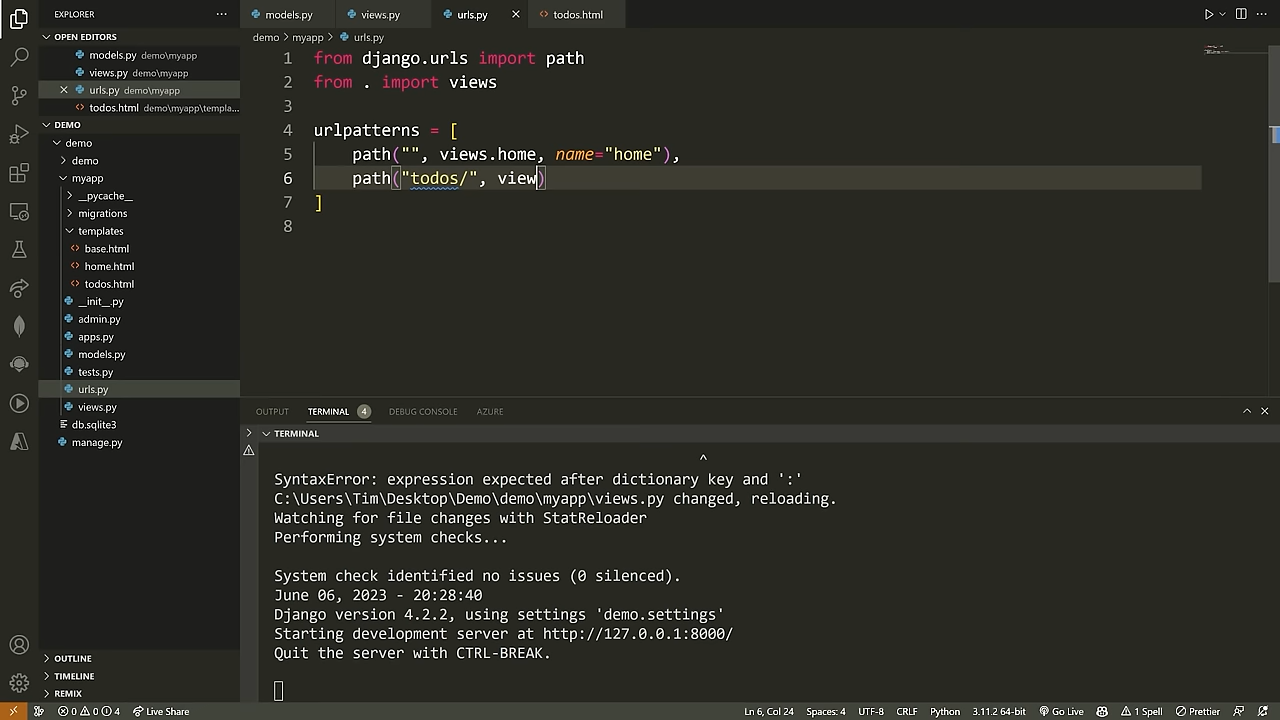 EXPLORER
OPEN EDITORS
models.py demo\myapp
views.py demo\myapp
urls.py demo\myapp
todos.html demo\myapp\templa...
DEMO
demo
demo
myapp
__pycache__
migrations
templates
base.html
home.html
todos.html
__init__.py
admin.py
apps.py
models.py
tests.py
urls.py
views.py
db.sqlite3
manage.py
OUTLINE
TIMELINE
REMIX
models.py views.py urls.py todos.html
demo > myapp > urls.py
1 from django.urls import path
2 from . import views
3
4 urlpatterns = [
5 path("", views.home, name="home"),
6 path("todos/", view)
7 ]
8
OUTPUT TERMINAL 4 DEBUG CONSOLE AZURE
TERMINAL
^
SyntaxError: expression expected after dictionary key and ':'
C:\Users\Tim\Desktop\Demo\demo\myapp\views.py changed, reloading.
Watching for file changes with StatReloader
Performing system checks...
System check identified no issues (0 silenced).
June 06, 2023 - 20:28:40
Django version 4.2.2, using settings 'demo.settings'
Starting development server at http://127.0.0.1:8000/
Quit the server with CTRL-BREAK.
0 0 4 Live Share Ln 6, Col 24 Spaces: 4 UTF-8 CRLF Python 3.11.2 64-bit Go Live 1 Spell Prettier